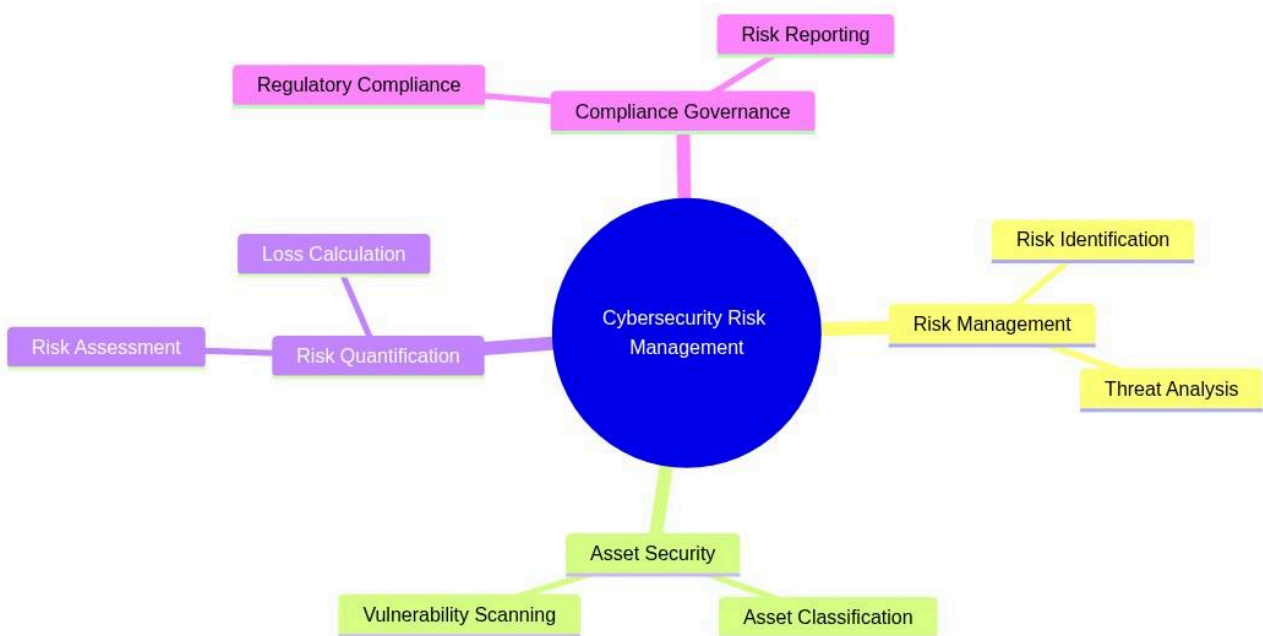 Risk Reporting
Regulatory Compliance
Compliance Governance
Loss Calculation
Risk Assessment
Risk Quantification
Cybersecurity Risk
Management
Risk Identification
Risk Management
Threat Analysis
Asset Security
Vulnerability Scanning
Asset Classification